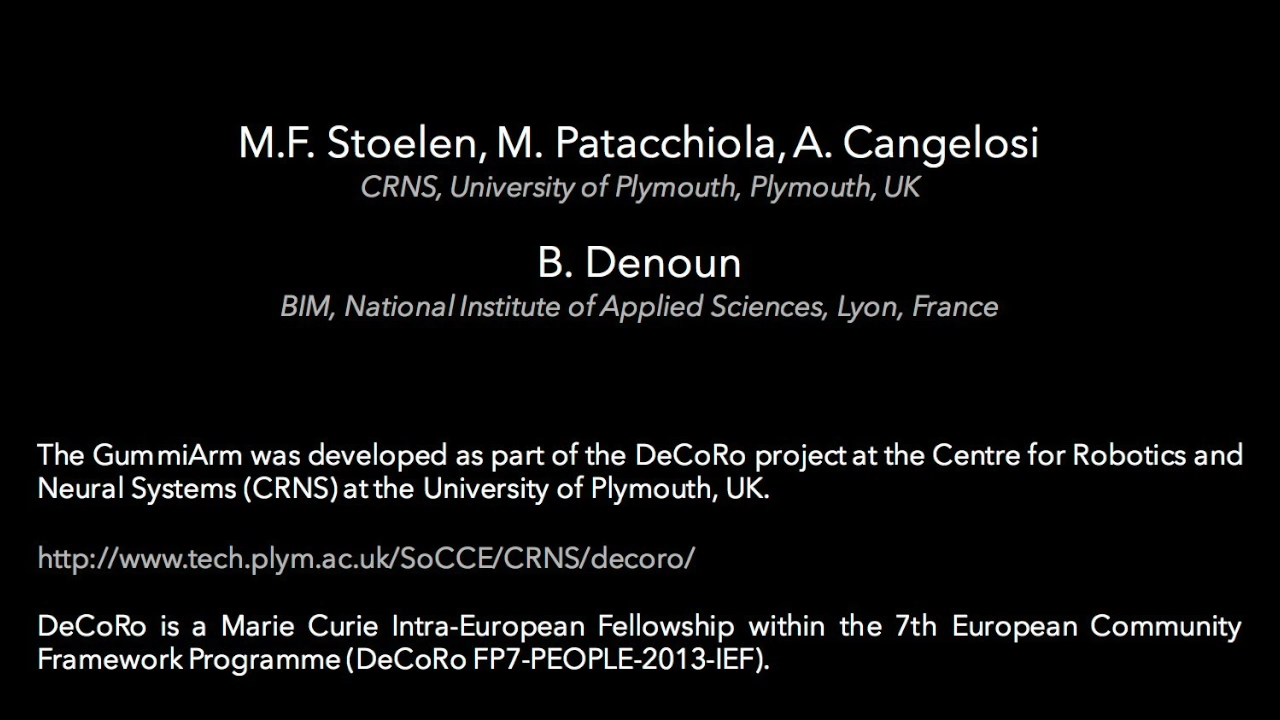 M.F. Stoelen, M. Patacchiola, A. Cangelosi
CRNS, University of Plymouth, Plymouth, UK
B. Denoun
BIM, National Institute of Applied Sciences, Lyon, France
The GummiArm was developed as part of the DeCoRo project at the Centre for Robotics and
Neural Systems (CRNS) at the University of Plymouth, UK.
http://www.tech.plym.ac.uk/SoCCE/CRNS/decoro/
DeCoRo is a Marie Curie Intra-European Fellowship within the 7th European Community
Framework Programme (DeCoRo FP7-PEOPLE-2013-IEF).